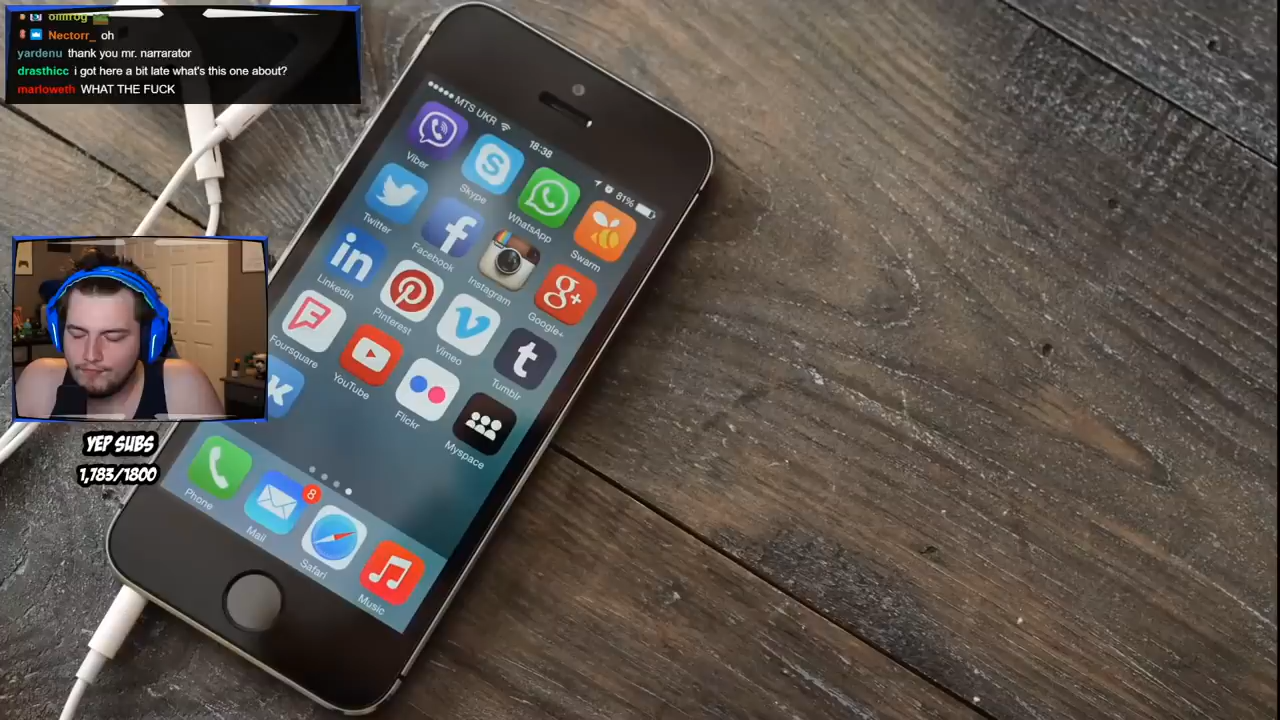 ollifrog
Nectorr_ oh
yardenu thank you mr. narrarator
drasthicc i got here a bit late what's this one about?
marloweth WHAT THE FUCK
MTS UKR
18:38
81%
Viber
Skype
WhatsApp
Swarm
Twitter
Facebook
Instagram
Google+
LinkedIn
Pinterest
Vimeo
Tumblr
Foursquare
YouTube
Flickr
Myspace
YEP SUBS
1,783/1800
Phone
8
Mail
Safari
Music